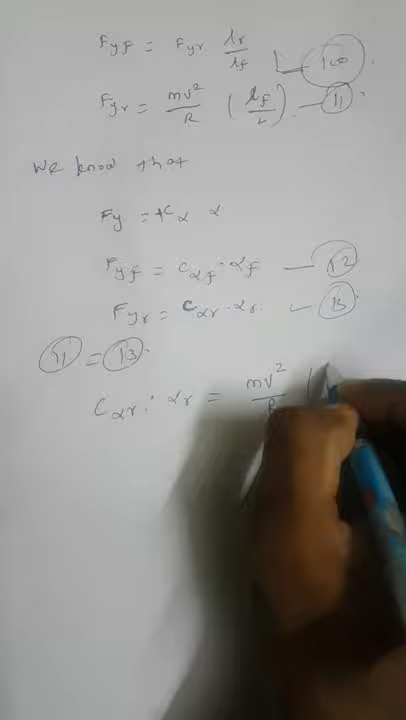 Fyf = Fyr lr/lf — 10
Fyr = mv²/R (lf/L) — 11
We know that
Fy = Cα α
Fyf = Cαf · αf — 12
Fyr = Cαr · αr — 13
11 = 13
Cαr · αr = mv²/R (